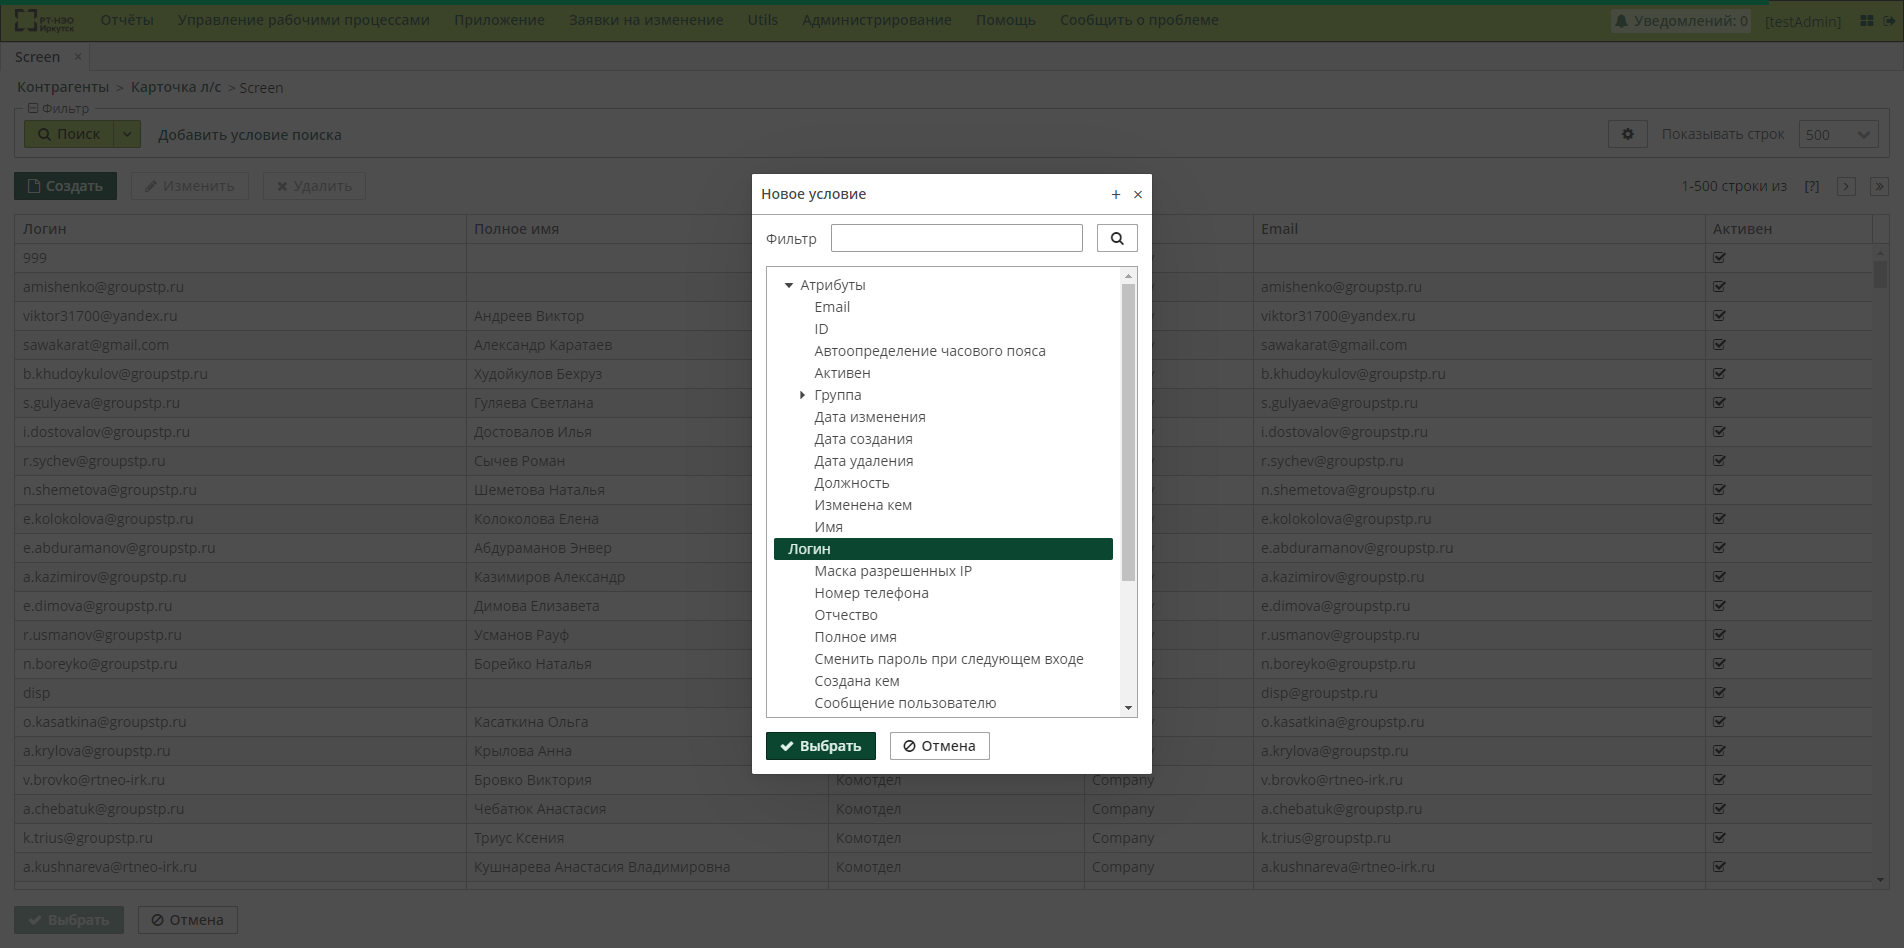 РТ-НЭО Иркутск
Отчёты Управление рабочими процессами Приложение Заявки на изменение Utils Администрирование Помощь Сообщить о проблеме Уведомлений: 0 [testAdmin]
Screen ×
Контрагенты > Карточка л/с > Screen
Фильтр
Поиск Добавить условие поиска Показывать строк 500
Создать Изменить Удалить 1-500 строки из [?]
Логин Полное имя Email Активен
999
amishenko@groupstp.ru amishenko@groupstp.ru
viktor31700@yandex.ru Андреев Виктор viktor31700@yandex.ru
sawakarat@gmail.com Александр Каратаев sawakarat@gmail.com
b.khudoykulov@groupstp.ru Худойкулов Бехруз b.khudoykulov@groupstp.ru
s.gulyaeva@groupstp.ru Гуляева Светлана s.gulyaeva@groupstp.ru
i.dostovalov@groupstp.ru Достовалов Илья i.dostovalov@groupstp.ru
r.sychev@groupstp.ru Сычев Роман r.sychev@groupstp.ru
n.shemetova@groupstp.ru Шеметова Наталья n.shemetova@groupstp.ru
e.kolokolova@groupstp.ru Колоколова Елена e.kolokolova@groupstp.ru
e.abduramanov@groupstp.ru Абдураманов Энвер e.abduramanov@groupstp.ru
a.kazimirov@groupstp.ru Казимиров Александр a.kazimirov@groupstp.ru
e.dimova@groupstp.ru Димова Елизавета e.dimova@groupstp.ru
r.usmanov@groupstp.ru Усманов Рауф r.usmanov@groupstp.ru
n.boreyko@groupstp.ru Борейко Наталья n.boreyko@groupstp.ru
disp disp@groupstp.ru
o.kasatkina@groupstp.ru Касаткина Ольга o.kasatkina@groupstp.ru
a.krylova@groupstp.ru Крылова Анна a.krylova@groupstp.ru
v.brovko@rtneo-irk.ru Бровко Виктория Комотдел Company v.brovko@rtneo-irk.ru
a.chebatuk@groupstp.ru Чебатюк Анастасия Комотдел Company a.chebatuk@groupstp.ru
k.trius@groupstp.ru Триус Ксения Комотдел Company k.trius@groupstp.ru
a.kushnareva@rtneo-irk.ru Кушнарева Анастасия Владимировна Комотдел Company a.kushnareva@rtneo-irk.ru
Выбрать Отмена
Новое условие + ×
Фильтр
Атрибуты
Email
ID
Автоопределение часового пояса
Активен
Группа
Дата изменения
Дата создания
Дата удаления
Должность
Изменена кем
Имя
Логин
Маска разрешенных IP
Номер телефона
Отчество
Полное имя
Сменить пароль при следующем входе
Создана кем
Сообщение пользователю
Выбрать Отмена